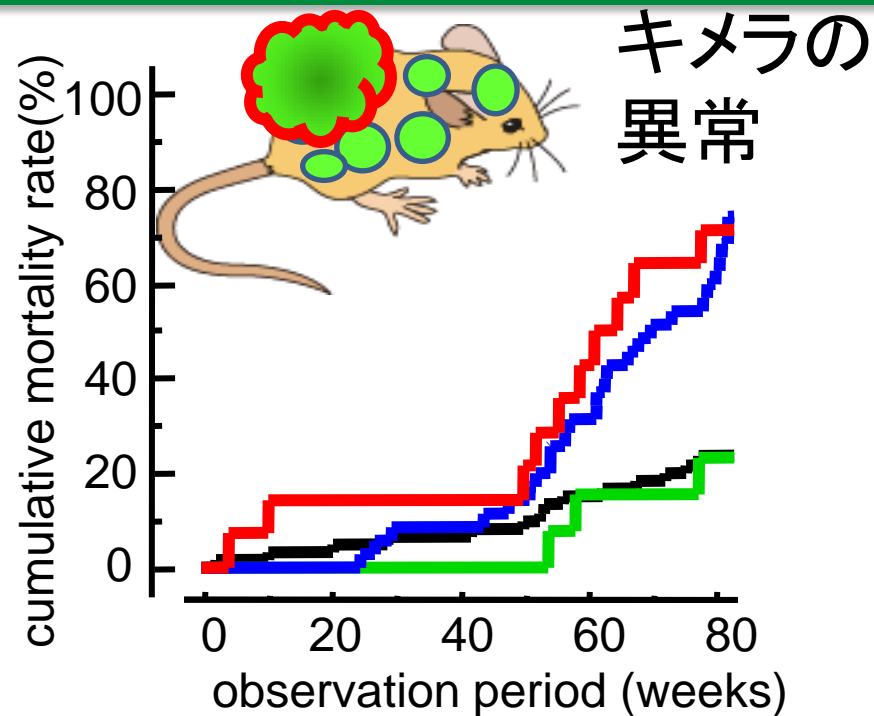 キメラの
異常
cumulative mortality rate(%)
100
80
60
40
20
0
0 20 40 60 80
observation period (weeks)